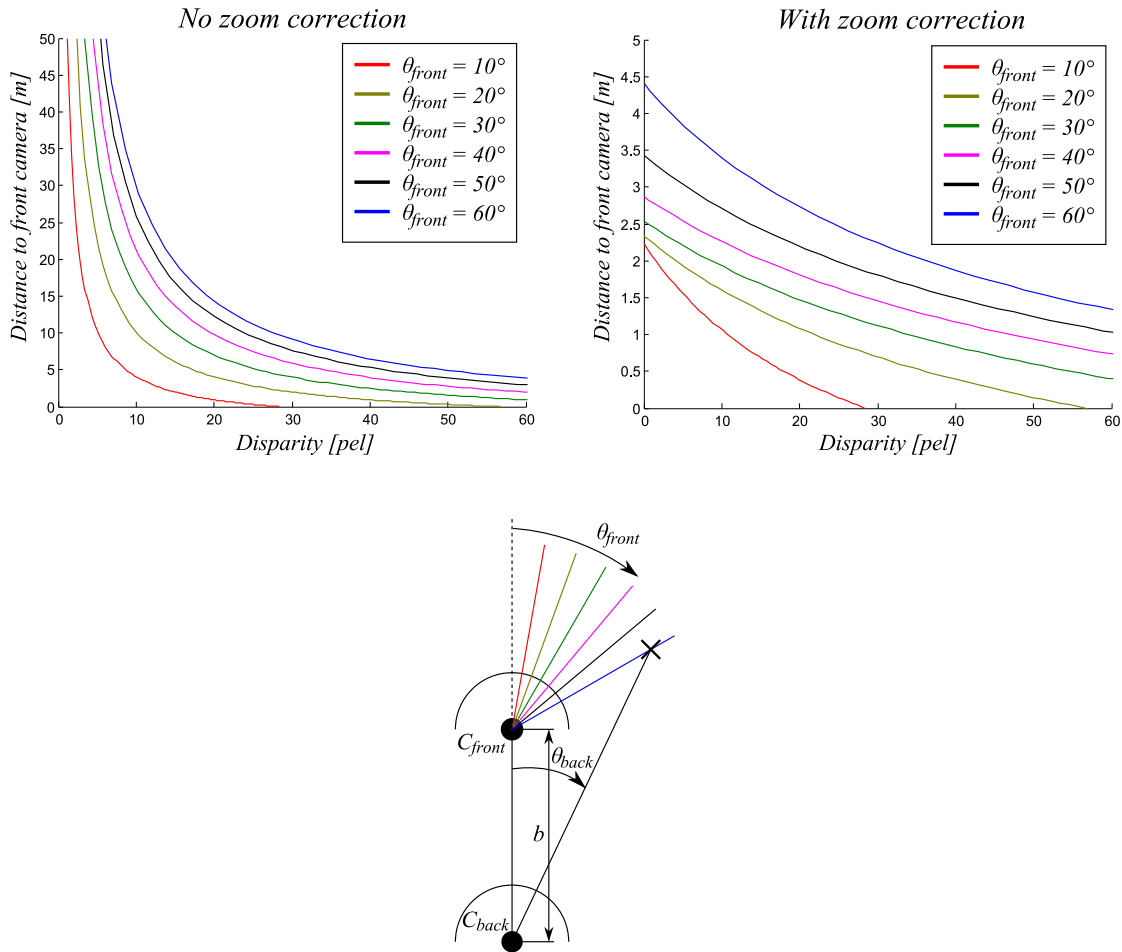 No zoom correction
Distance to front camera [m]
50
45
40
35
30
25
20
15
10
5
0
0 10 20 30 40 50 60
Disparity [pel]
θfront = 10°
θfront = 20°
θfront = 30°
θfront = 40°
θfront = 50°
θfront = 60°
With zoom correction
Distance to front camera [m]
5
4.5
4
3.5
3
2.5
2
1.5
1
0.5
0
0 10 20 30 40 50 60
Disparity [pel]
θfront = 10°
θfront = 20°
θfront = 30°
θfront = 40°
θfront = 50°
θfront = 60°
θfront
Cfront
θback
b
Cback